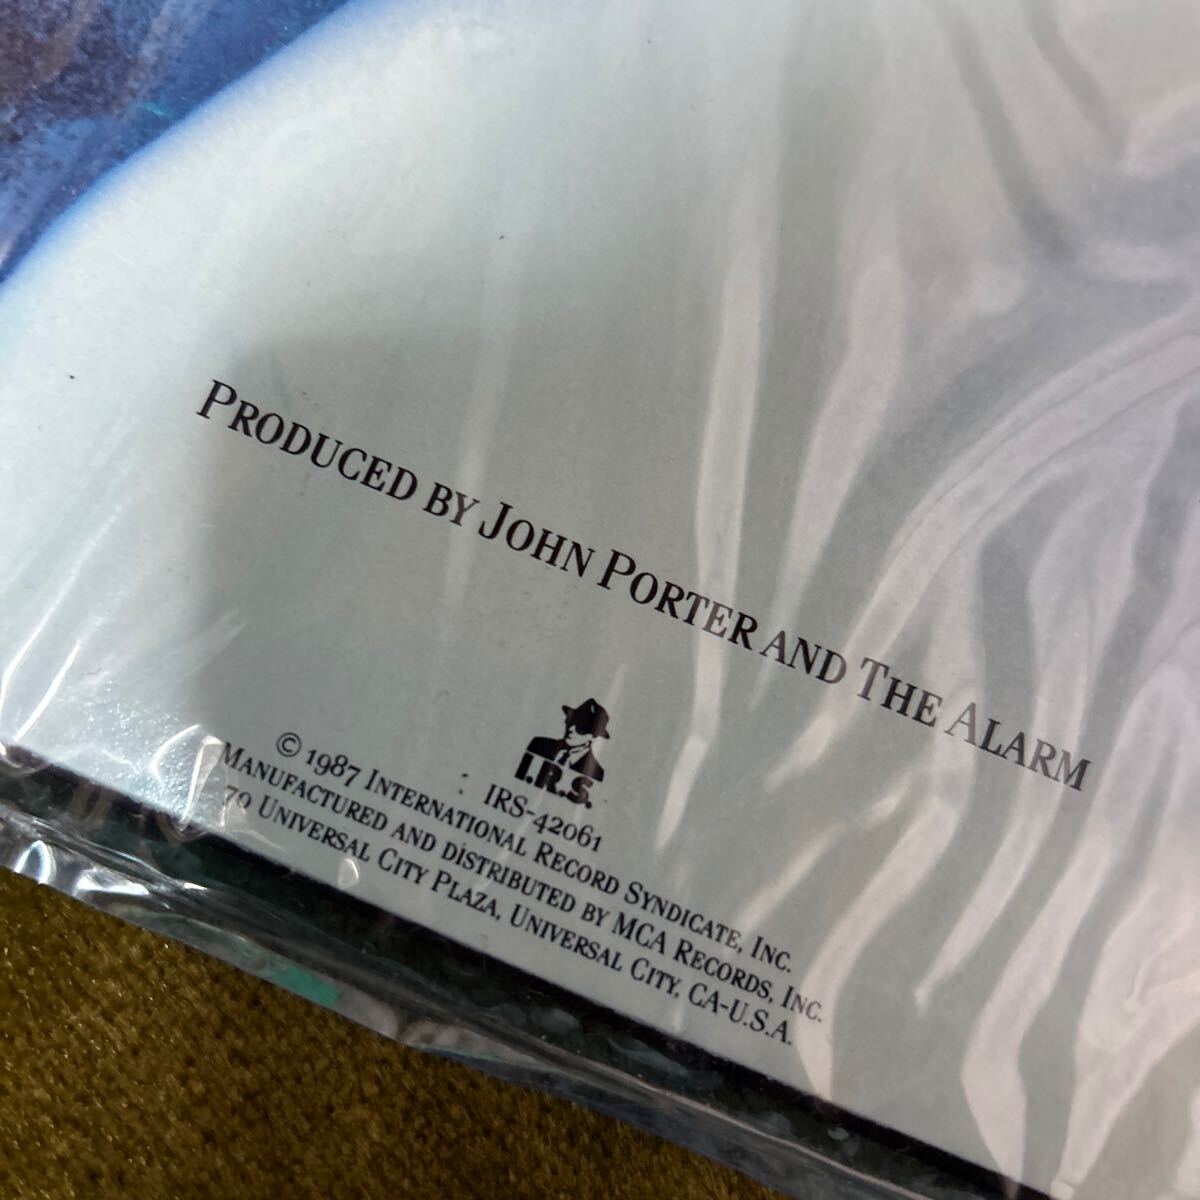 Produced by John Porter and The Alarm
I.R.S.
IRS-42061
© 1987 International Record Syndicate, Inc.
Manufactured and distributed by MCA Records, Inc.
70 Universal City Plaza, Universal City, CA-U.S.A.